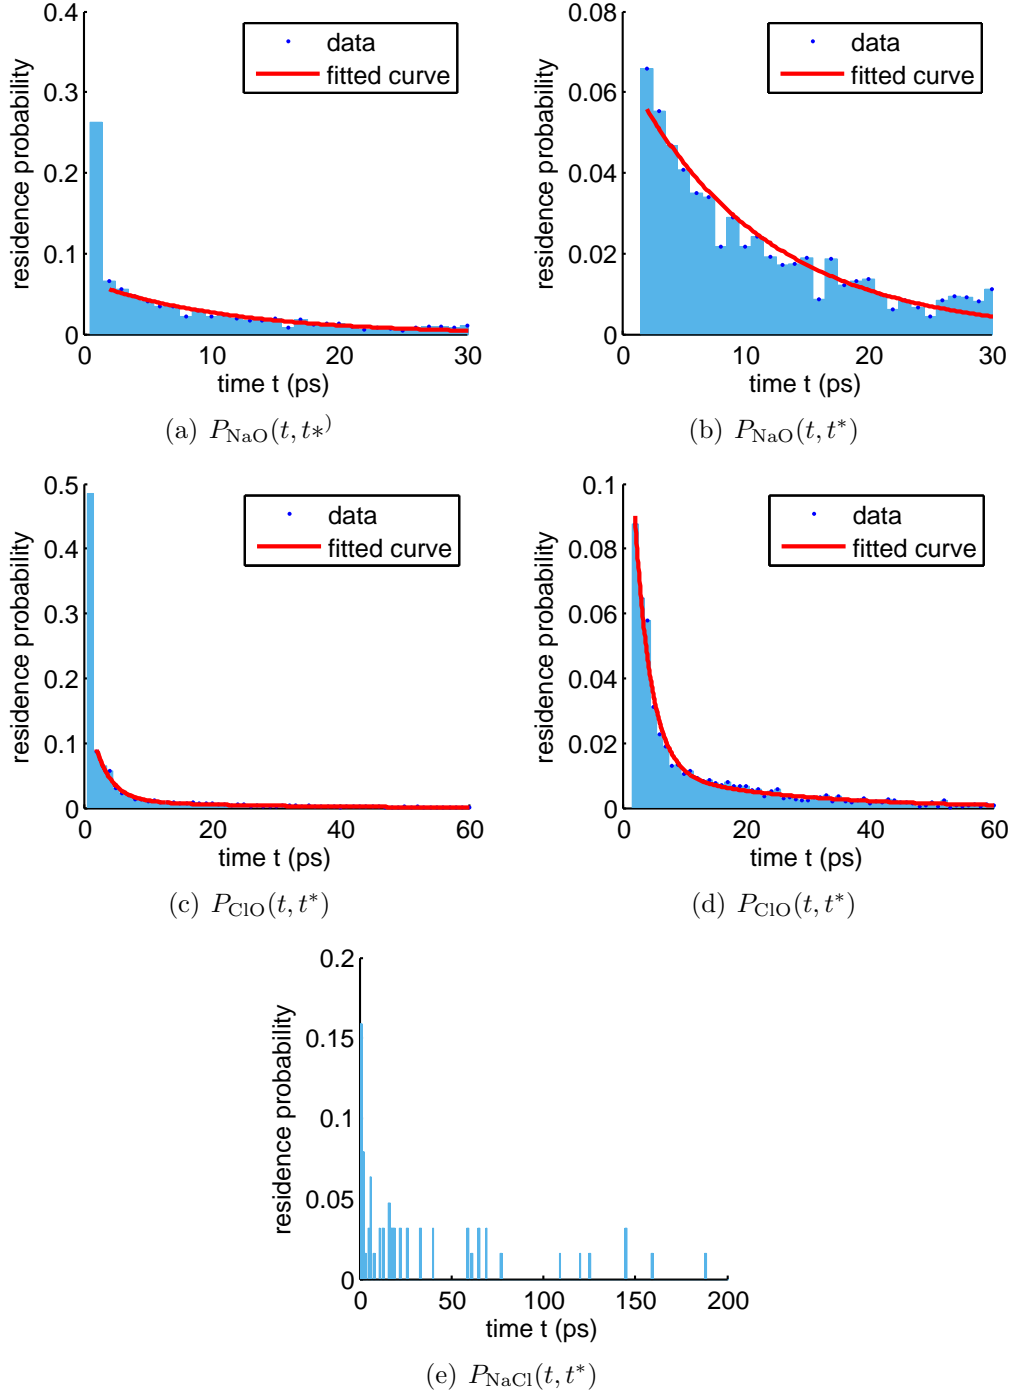 0.4
0.3
0.2
0.1
0
residence probability
data
fitted curve
0 10 20 30
time t (ps)
(a) P_NaO(t, t*)
0.08
0.06
0.04
0.02
0
residence probability
data
fitted curve
0 10 20 30
time t (ps)
(b) P_NaO(t, t*)
0.5
0.4
0.3
0.2
0.1
0
residence probability
data
fitted curve
0 20 40 60
time t (ps)
(c) P_ClO(t, t*)
0.1
0.08
0.06
0.04
0.02
0
residence probability
data
fitted curve
0 20 40 60
time t (ps)
(d) P_ClO(t, t*)
0.2
0.15
0.1
0.05
0
residence probability
0 50 100 150 200
time t (ps)
(e) P_NaCl(t, t*)